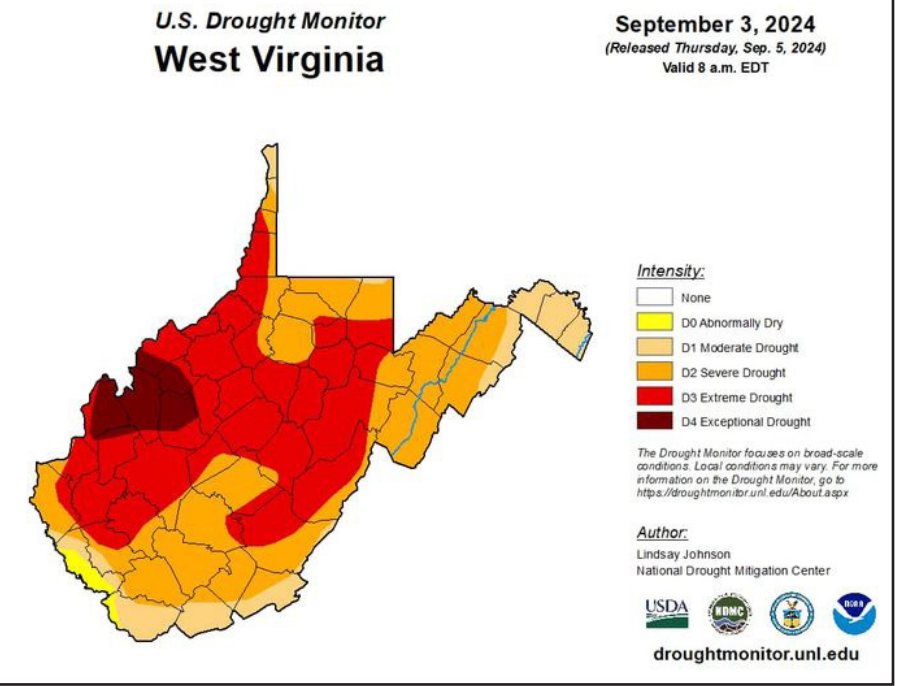 U.S. Drought Monitor
West Virginia
September 3, 2024
(Released Thursday, Sep. 5, 2024)
Valid 8 a.m. EDT
Intensity:
None
D0 Abnormally Dry
D1 Moderate Drought
D2 Severe Drought
D3 Extreme Drought
D4 Exceptional Drought
The Drought Monitor focuses on broad-scale
conditions. Local conditions may vary. For more
information on the Drought Monitor, go to
https://droughtmonitor.unl.edu/About.aspx
Author:
Lindsay Johnson
National Drought Mitigation Center
USDA
NDMC
NOAA
droughtmonitor.unl.edu